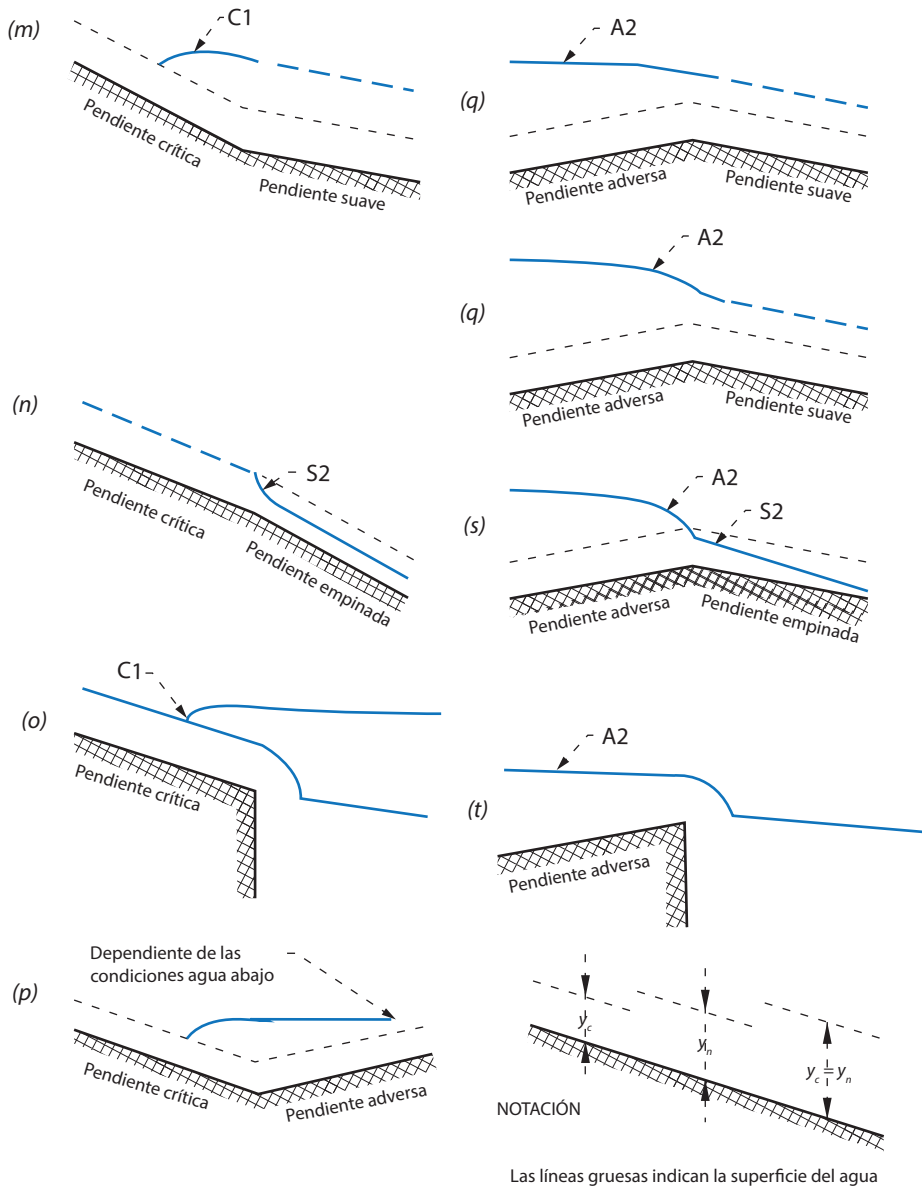 (m)
C1
Pendiente crítica
Pendiente suave
(n)
S2
Pendiente crítica
Pendiente empinada
(o)
C1
Pendiente crítica
(p)
Dependiente de las
condiciones agua abajo
Pendiente crítica
Pendiente adversa
(q)
A2
Pendiente adversa
Pendiente suave
(q)
A2
Pendiente adversa
Pendiente suave
(s)
A2
S2
Pendiente adversa
Pendiente empinada
(t)
A2
Pendiente adversa
yc
yn
yc = yn
NOTACIÓN
Las líneas gruesas indican la superficie del agua